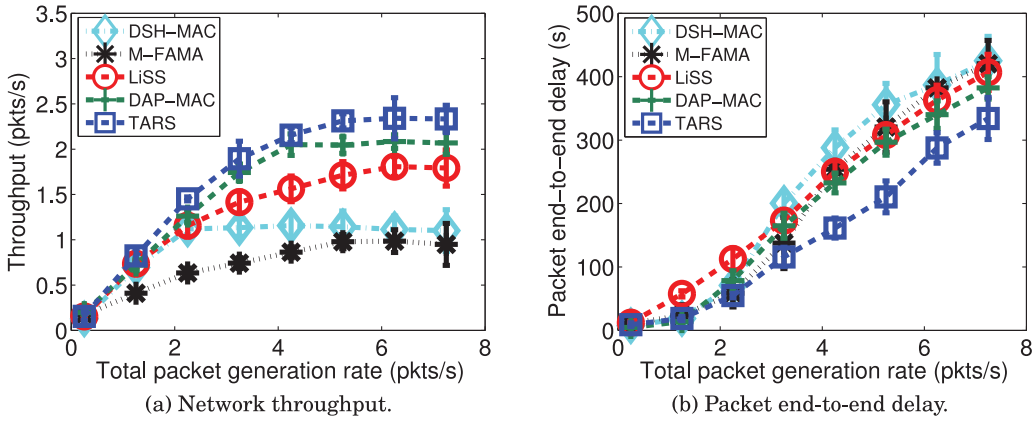 Throughput (pkts/s)
3.5
3
2.5
2
1.5
1
0.5
0
DSH-MAC
M-FAMA
LiSS
DAP-MAC
TARS
0 2 4 6 8
Total packet generation rate (pkts/s)
(a) Network throughput.
Packet end-to-end delay (s)
500
400
300
200
100
0
DSH-MAC
M-FAMA
LiSS
DAP-MAC
TARS
0 2 4 6 8
Total packet generation rate (pkts/s)
(b) Packet end-to-end delay.